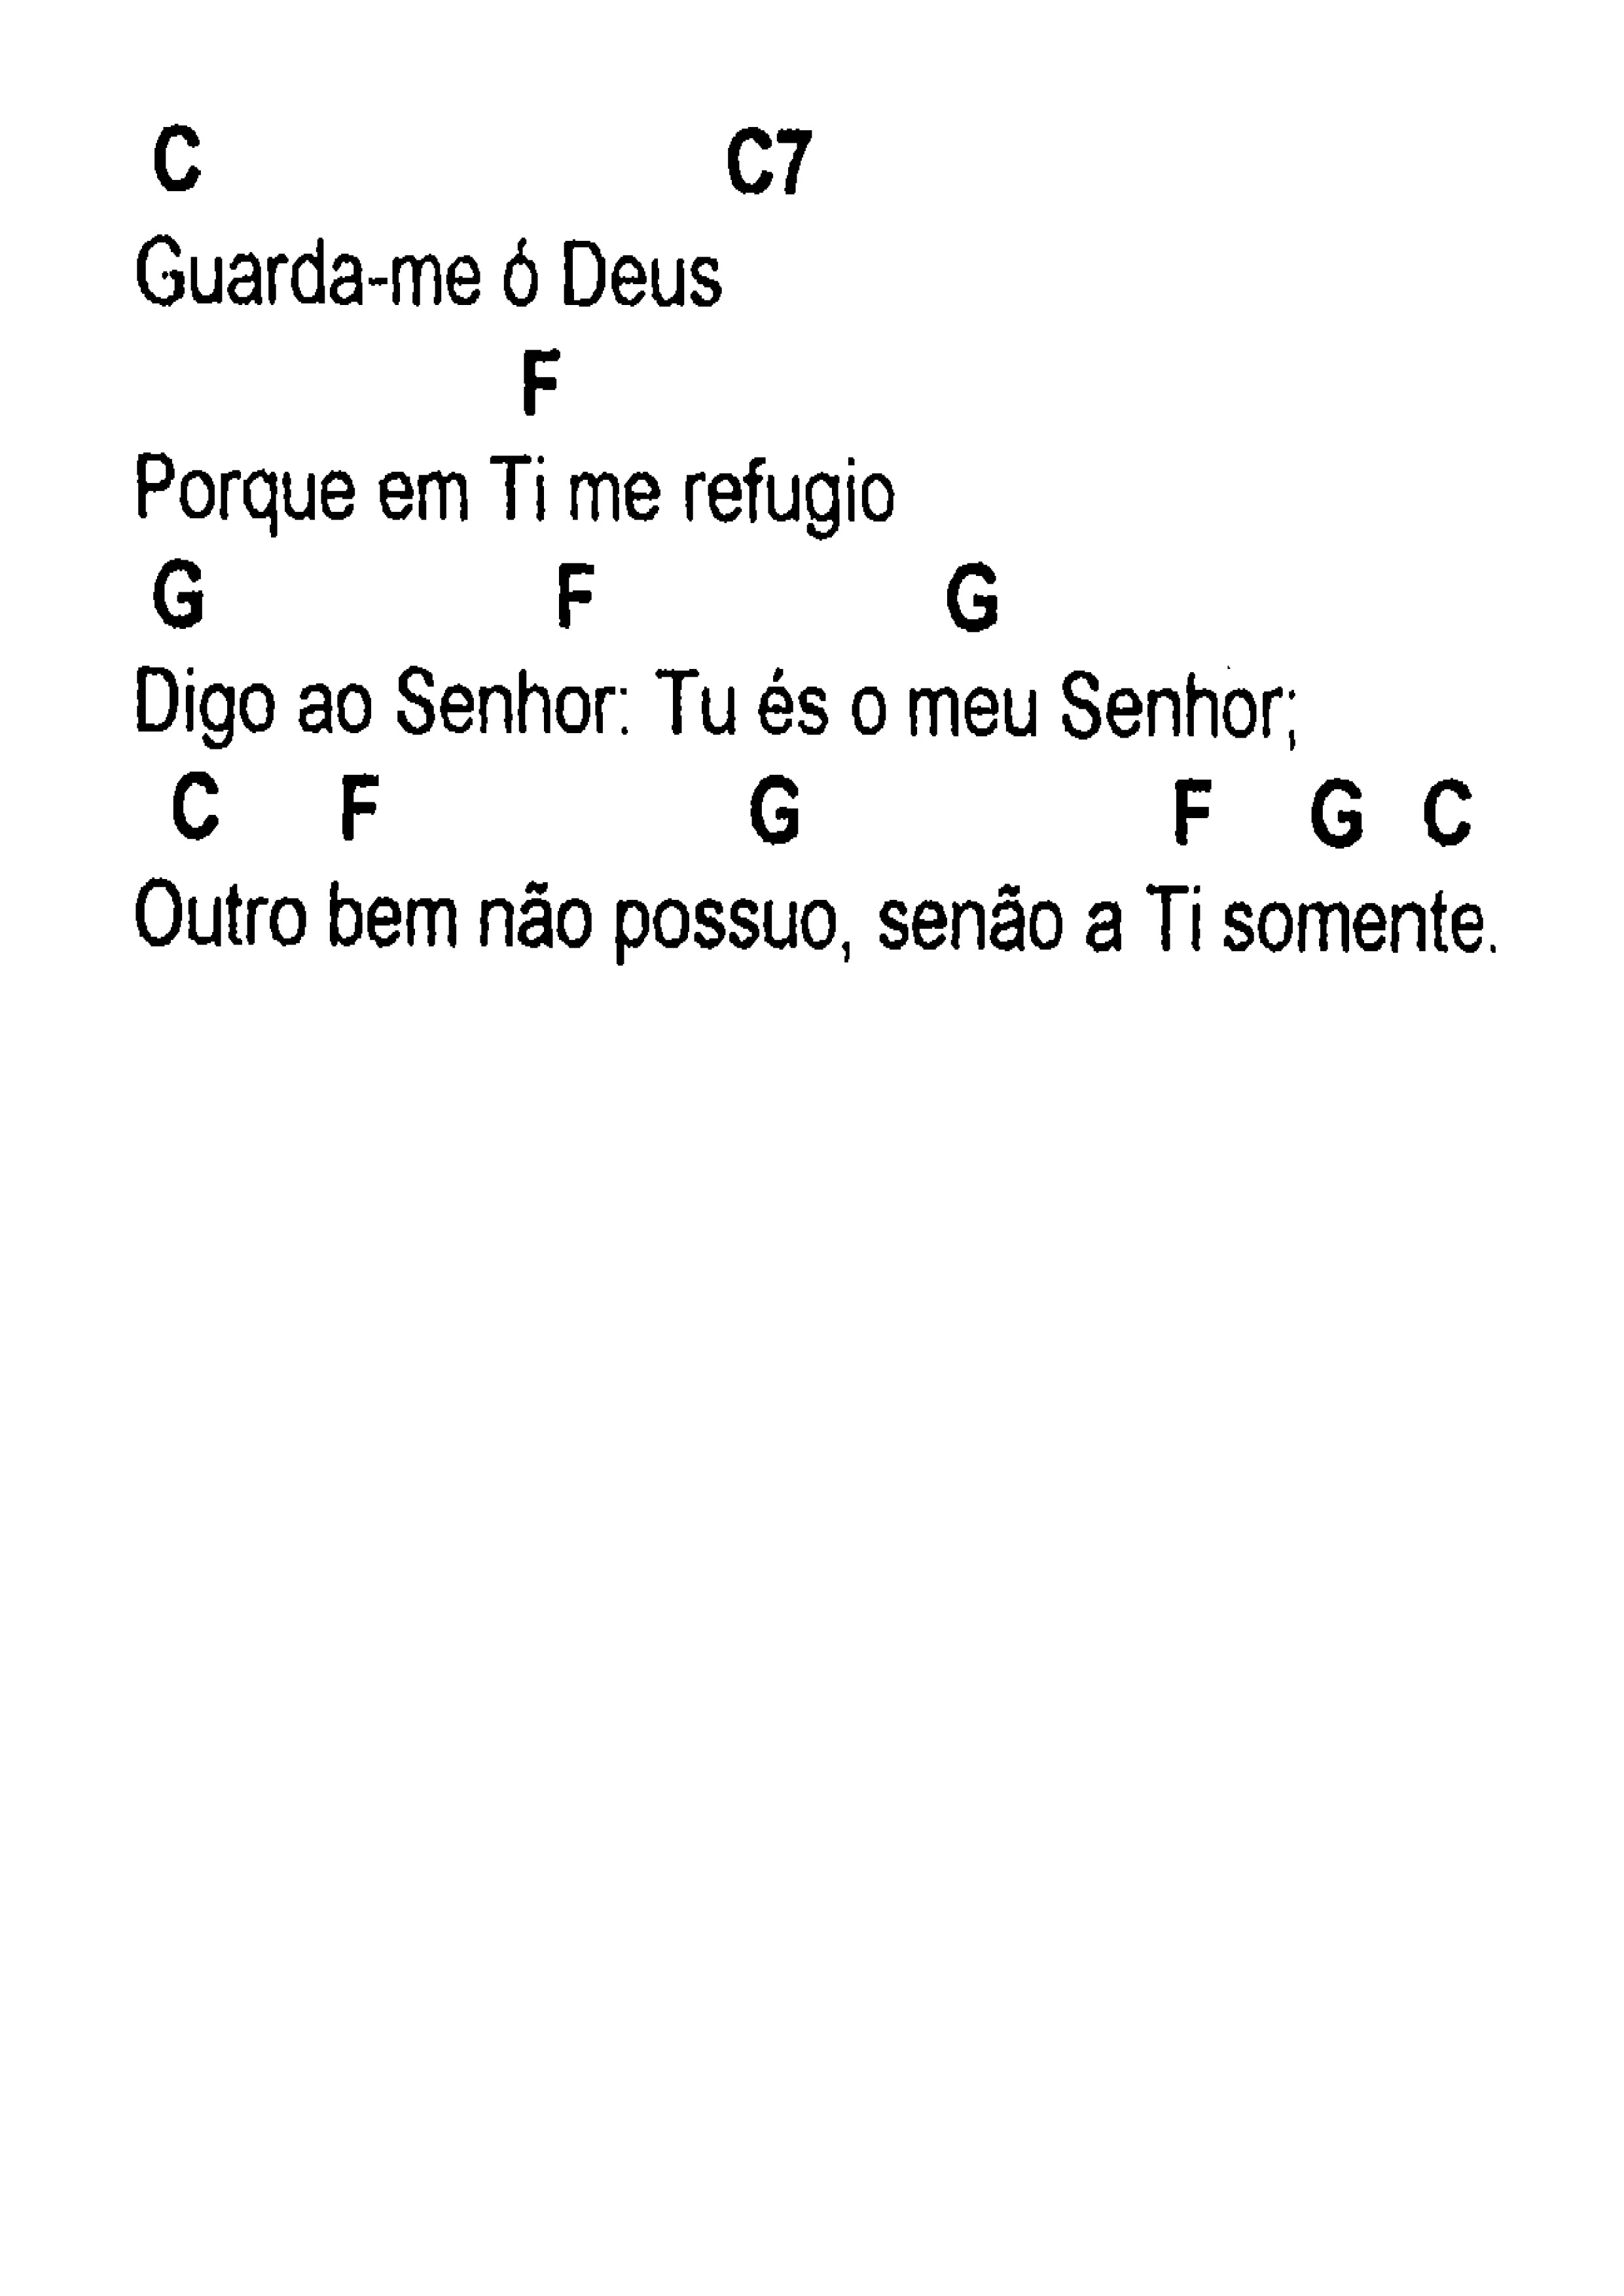 C C7
Guarda-me ó Deus
F
Porque em Ti me refugio
G F G
Digo ao Senhor: Tu és o meu Senhor;
C F G F G C
Outro bem não possuo, senão a Ti somente.